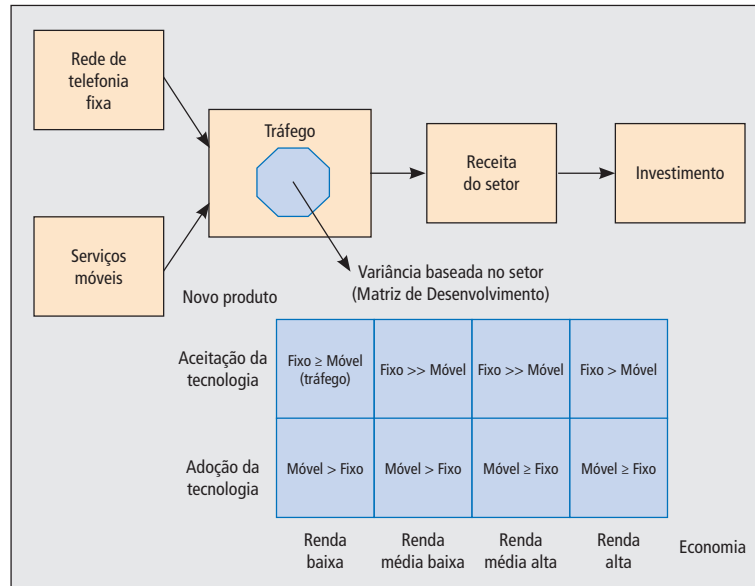 Rede de
telefonia
fixa
Tráfego
Receita
do setor
Investimento
Serviços
móveis
Variância baseada no setor
(Matriz de Desenvolvimento)
Novo produto
Aceitação da
tecnologia
Fixo ≥ Móvel
(tráfego)
Fixo >> Móvel
Fixo >> Móvel
Fixo > Móvel
Adoção da
tecnologia
Móvel > Fixo
Móvel > Fixo
Móvel ≥ Fixo
Móvel ≥ Fixo
Renda
baixa
Renda
média baixa
Renda
média alta
Renda
alta
Economia